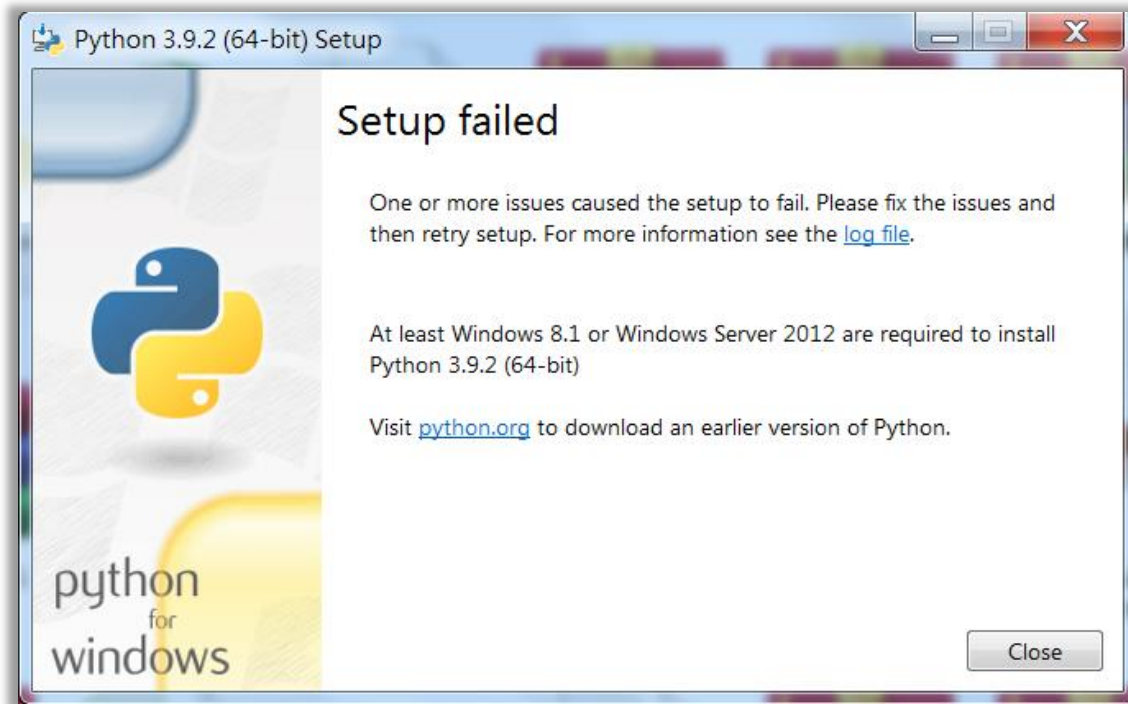 Python 3.9.2 (64-bit) Setup
Setup failed
One or more issues caused the setup to fail. Please fix the issues and
then retry setup. For more information see the log file.
At least Windows 8.1 or Windows Server 2012 are required to install
Python 3.9.2 (64-bit)
Visit python.org to download an earlier version of Python.
python
for
windows
Close